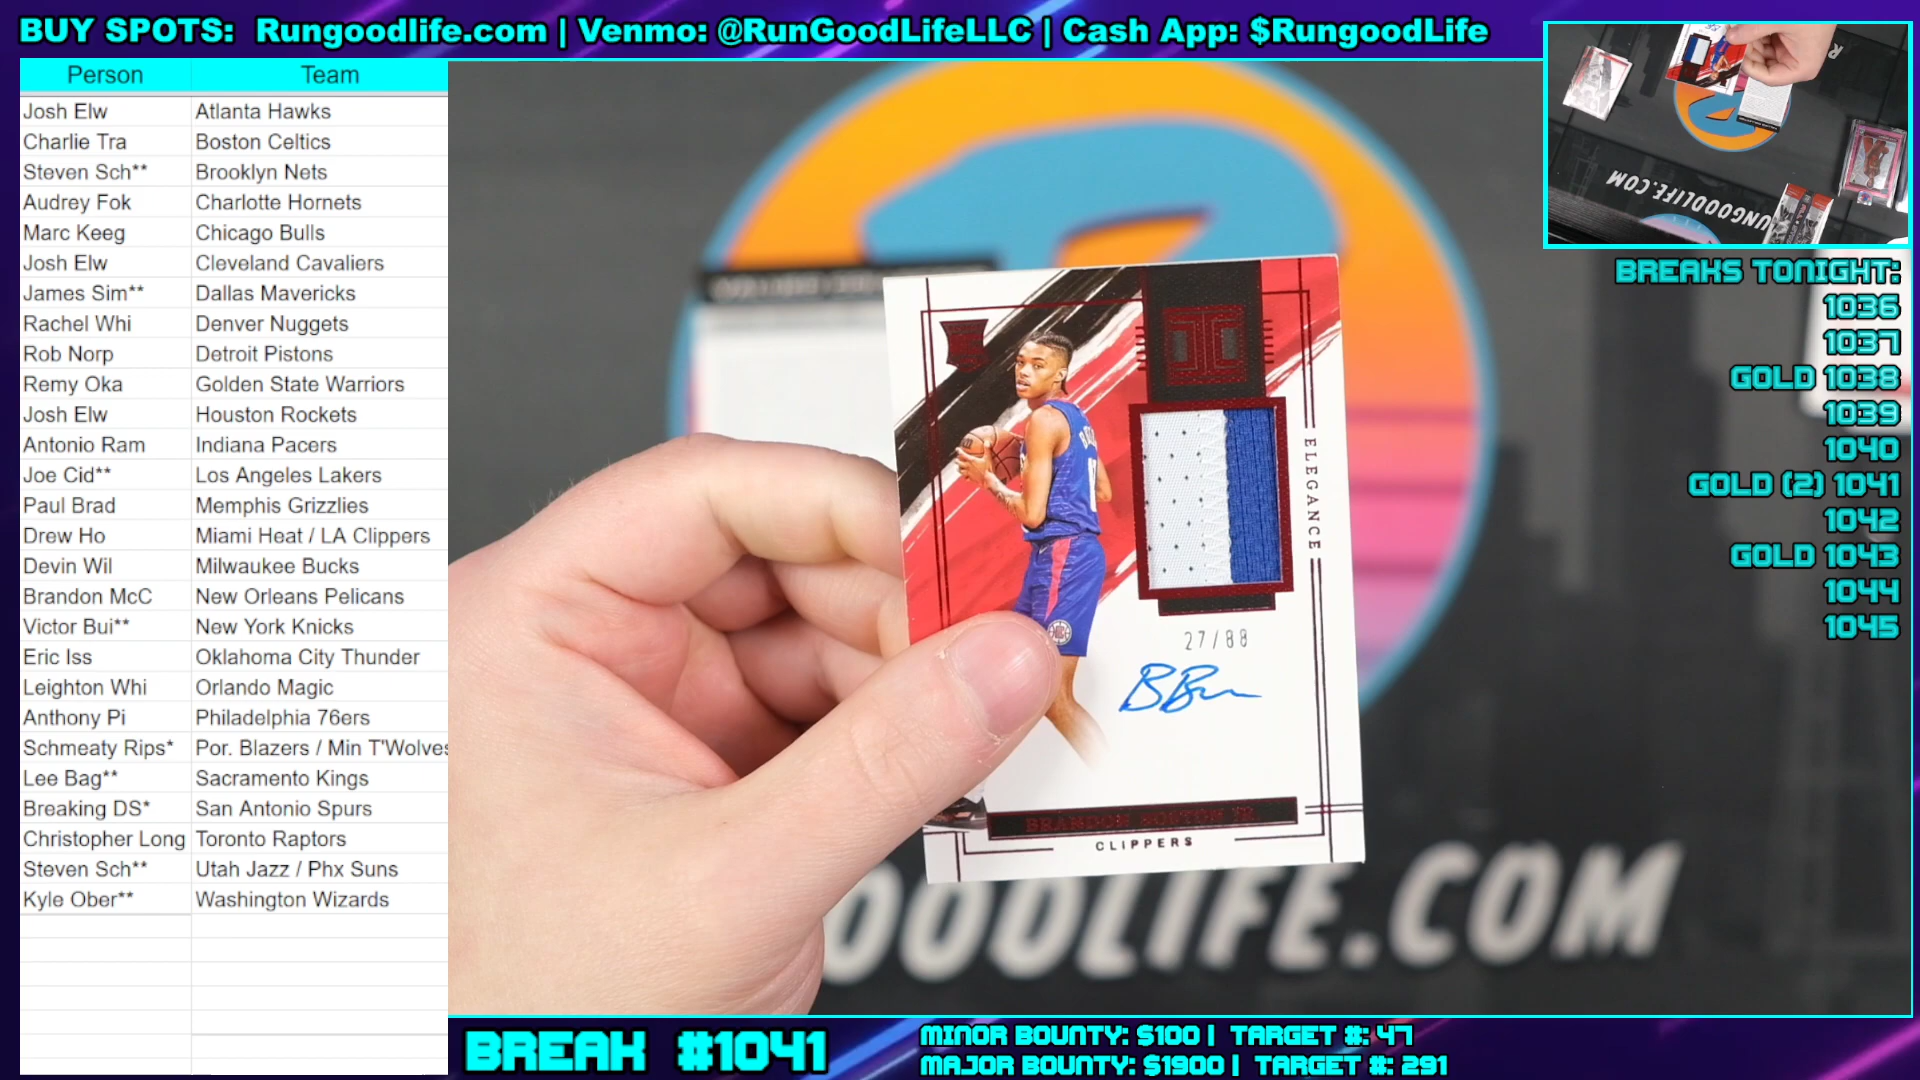 BUY SPOTS: Rungoodlife.com | Venmo: @RunGoodLifeLLC | Cash App: $RungoodLife
Person Team
Josh Elw Atlanta Hawks
Charlie Tra Boston Celtics
Steven Sch** Brooklyn Nets
Audrey Fok Charlotte Hornets
Marc Keeg Chicago Bulls
Josh Elw Cleveland Cavaliers
James Sim** Dallas Mavericks
Rachel Whi Denver Nuggets
Rob Norp Detroit Pistons
Remy Oka Golden State Warriors
Josh Elw Houston Rockets
Antonio Ram Indiana Pacers
Joe Cid** Los Angeles Lakers
Paul Brad Memphis Grizzlies
Drew Ho Miami Heat / LA Clippers
Devin Wil Milwaukee Bucks
Brandon McC New Orleans Pelicans
Victor Bui** New York Knicks
Eric Iss Oklahoma City Thunder
Leighton Whi Orlando Magic
Anthony Pi Philadelphia 76ers
Schmeaty Rips* Por. Blazers / Min T'Wolves
Lee Bag** Sacramento Kings
Breaking DS* San Antonio Spurs
Christopher Long Toronto Raptors
Steven Sch** Utah Jazz / Phx Suns
Kyle Ober** Washington Wizards
RC
ELEGANCE
27/88
BRANDON BOSTON JR.
CLIPPERS
OODLIFE.COM
UNGOODLIFE.COM
BREAKS TONIGHT:
1036
1037
GOLD 1038
1039
1040
GOLD (2) 1041
1042
GOLD 1043
1044
1045
BREAK #1041
MINOR BOUNTY: $100 | TARGET #: 47
MAJOR BOUNTY: $1900 | TARGET #: 291